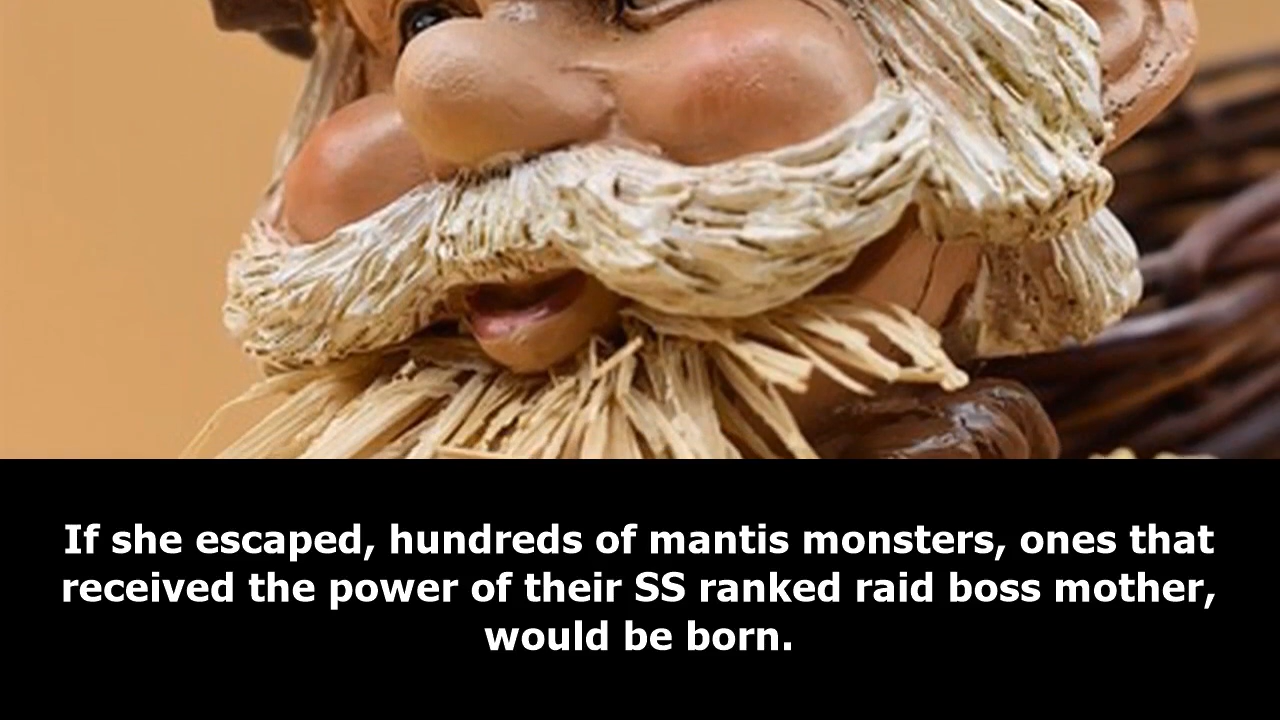 If she escaped, hundreds of mantis monsters, ones that
received the power of their SS ranked raid boss mother,
would be born.